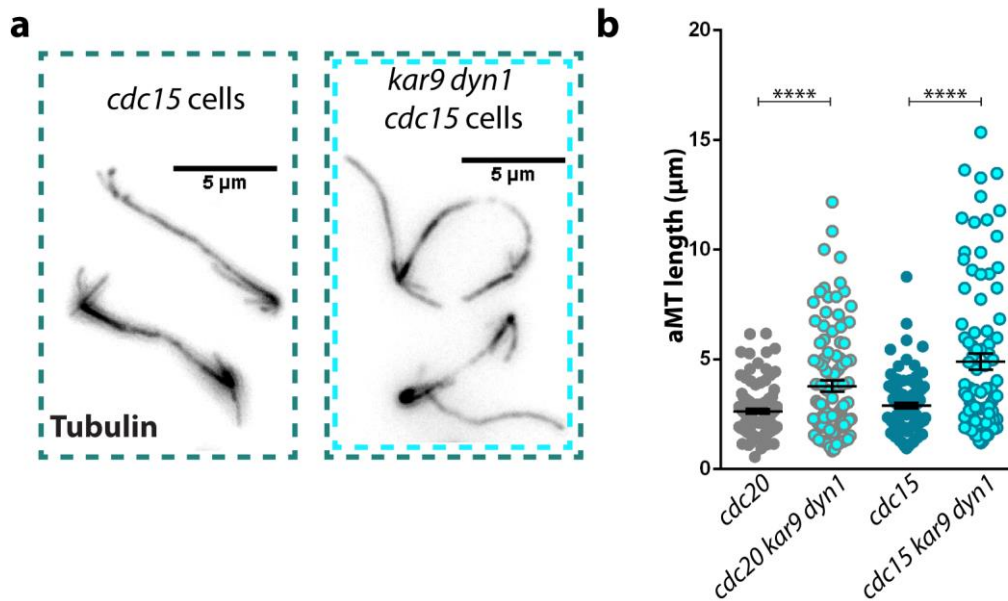 a
cdc15 cells
5 µm
Tubulin
kar9 dyn1
cdc15 cells
5 µm
b
aMT length (µm)
20
15
10
5
0
****
****
cdc20
cdc20 kar9 dyn1
cdc15
cdc15 kar9 dyn1